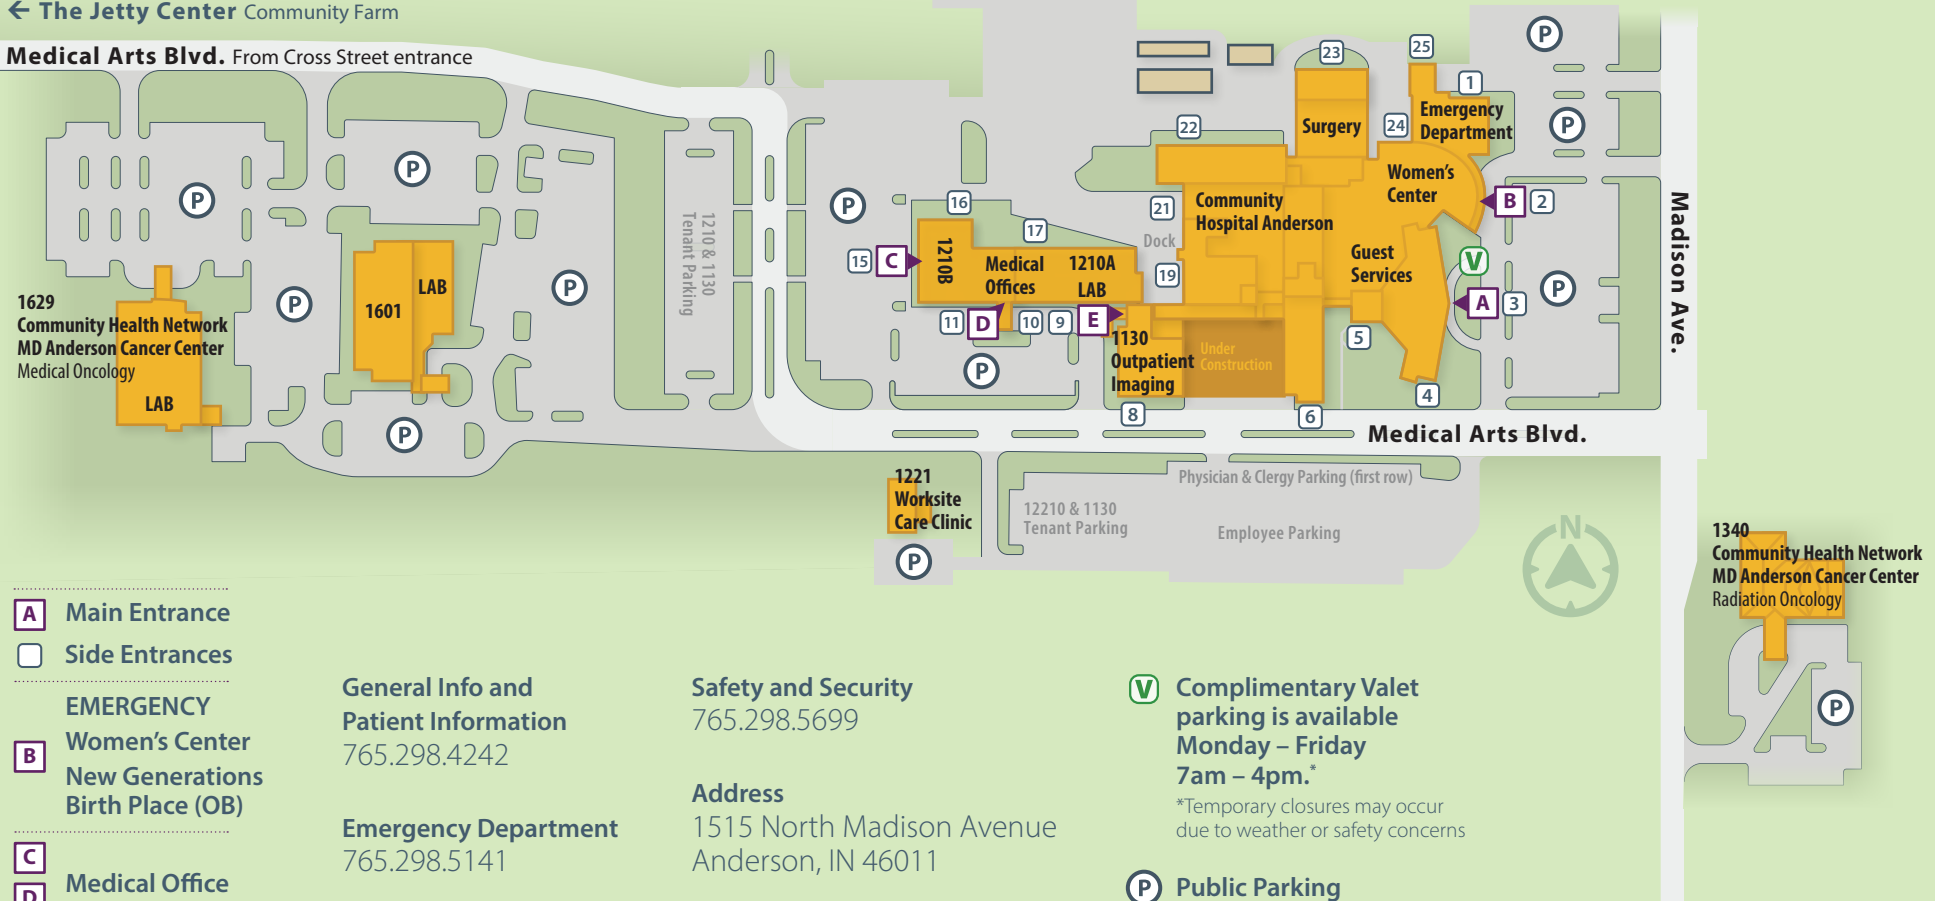 ← The Jetty Center Community Farm
Medical Arts Blvd. From Cross Street entrance
P
P
P
P
P
P
1629
Community Health Network
MD Anderson Cancer Center
Medical Oncology
LAB
1601
LAB
1210 & 1130
Tenant Parking
P
16
17
15
C
1210B
Medical
Offices
1210A
LAB
11
D
10
9
E
P
22
21
Dock
19
23
25
1
24
Surgery
Emergency
Department
Women's
Center
Community
Hospital Anderson
Guest
Services
B
2
V
A
3
5
4
6
8
1130
Outpatient
Imaging
Under
Construction
P
P
P
Madison Ave.
Medical Arts Blvd.
1221
Worksite
Care Clinic
P
Physician & Clergy Parking (first row)
12210 & 1130
Tenant Parking
Employee Parking
N
1340
Community Health Network
MD Anderson Cancer Center
Radiation Oncology
P
A Main Entrance
Side Entrances
B
EMERGENCY
Women's Center
New Generations
Birth Place (OB)
C
D
Medical Office
General Info and
Patient Information
765.298.4242
Emergency Department
765.298.5141
Safety and Security
765.298.5699
Address
1515 North Madison Avenue
Anderson, IN 46011
V Complimentary Valet
parking is available
Monday – Friday
7am – 4pm.*
*Temporary closures may occur
due to weather or safety concerns
P Public Parking